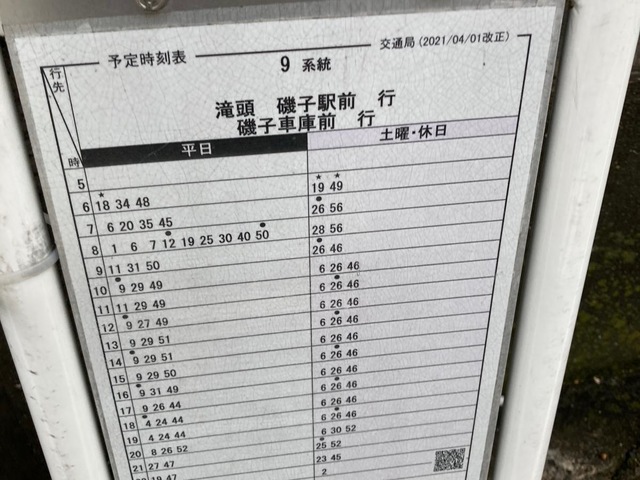 予定時刻表
9 系統
交通局 (2021/04/01改正)
行先
滝頭 磯子駅前 行
磯子車庫前 行
時 平日 土曜・休日
5
6 ★18 34 48 ★19 ★49
7 6 20 35 45 ●26 56
8 1 6 7 ●12 19 25 30 40 ●50 28 56
9 11 31 50 ●26 46
10 ●9 29 49 6 26 46
11 11 29 49 6 ●26 46
12 ●9 27 49 6 26 46
13 9 29 51 6 ●26 46
14 ●9 29 51 6 26 46
15 9 29 50 6 ●26 46
16 ●9 31 49 6 26 46
17 9 26 44 6 ●26 46
18 ●4 24 44 6 26 46
19 4 24 44 6 ●26 46
20 8 26 52 6 30 52
21 27 47 ●25 52
23 45
2